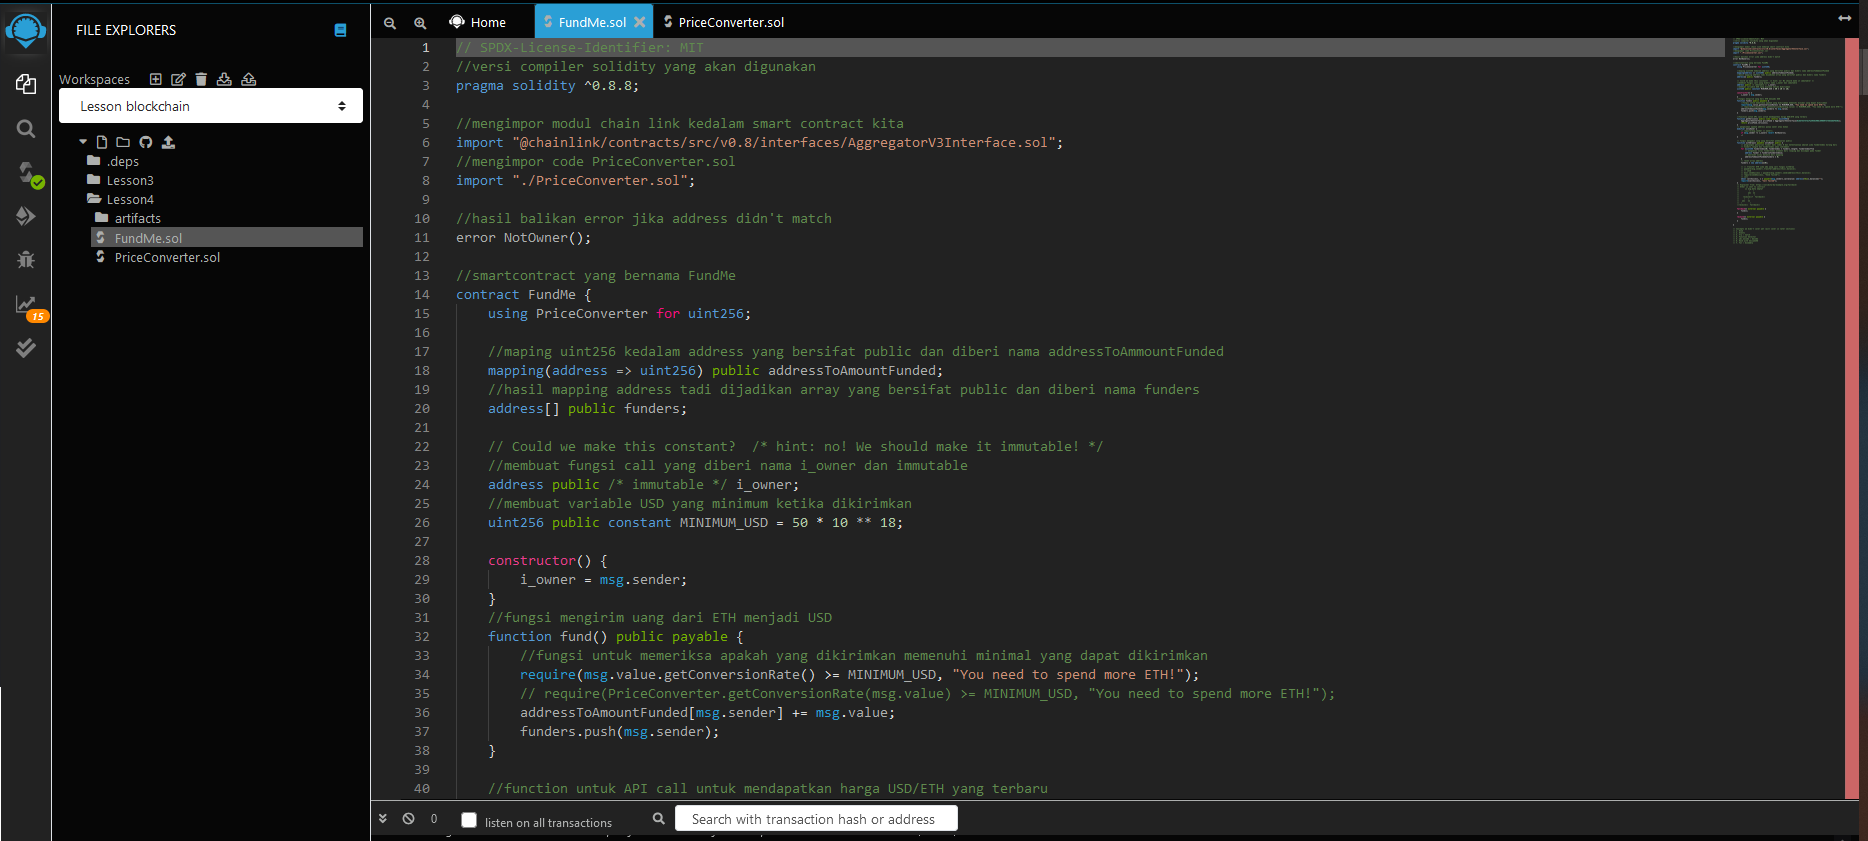 FILE EXPLORERS
Workspaces
Lesson blockchain
.deps
Lesson3
Lesson4
artifacts
FundMe.sol
PriceConverter.sol
15
Home
FundMe.sol
PriceConverter.sol
1 // SPDX-License-Identifier: MIT
2 //versi compiler solidity yang akan digunakan
3 pragma solidity ^0.8.8;
4
5 //mengimpor modul chain link kedalam smart contract kita
6 import "@chainlink/contracts/src/v0.8/interfaces/AggregatorV3Interface.sol";
7 //mengimpor code PriceConverter.sol
8 import "./PriceConverter.sol";
9
10 //hasil balikan error jika address didn't match
11 error NotOwner();
12
13 //smartcontract yang bernama FundMe
14 contract FundMe {
15 using PriceConverter for uint256;
16
17 //maping uint256 kedalam address yang bersifat public dan diberi nama addressToAmmountFunded
18 mapping(address => uint256) public addressToAmountFunded;
19 //hasil mapping address tadi dijadikan array yang bersifat public dan diberi nama funders
20 address[] public funders;
21
22 // Could we make this constant?  /* hint: no! We should make it immutable! */
23 //membuat fungsi call yang diberi nama i_owner dan immutable
24 address public /* immutable */ i_owner;
25 //membuat variable USD yang minimum ketika dikirimkan
26 uint256 public constant MINIMUM_USD = 50 * 10 ** 18;
27
28 constructor() {
29 i_owner = msg.sender;
30 }
31 //fungsi mengirim uang dari ETH menjadi USD
32 function fund() public payable {
33 //fungsi untuk memeriksa apakah yang dikirimkan memenuhi minimal yang dapat dikirimkan
34 require(msg.value.getConversionRate() >= MINIMUM_USD, "You need to spend more ETH!");
35 // require(PriceConverter.getConversionRate(msg.value) >= MINIMUM_USD, "You need to spend more ETH!");
36 addressToAmountFunded[msg.sender] += msg.value;
37 funders.push(msg.sender);
38 }
39
40 //function untuk API call untuk mendapatkan harga USD/ETH yang terbaru
0 listen on all transactions Search with transaction hash or address